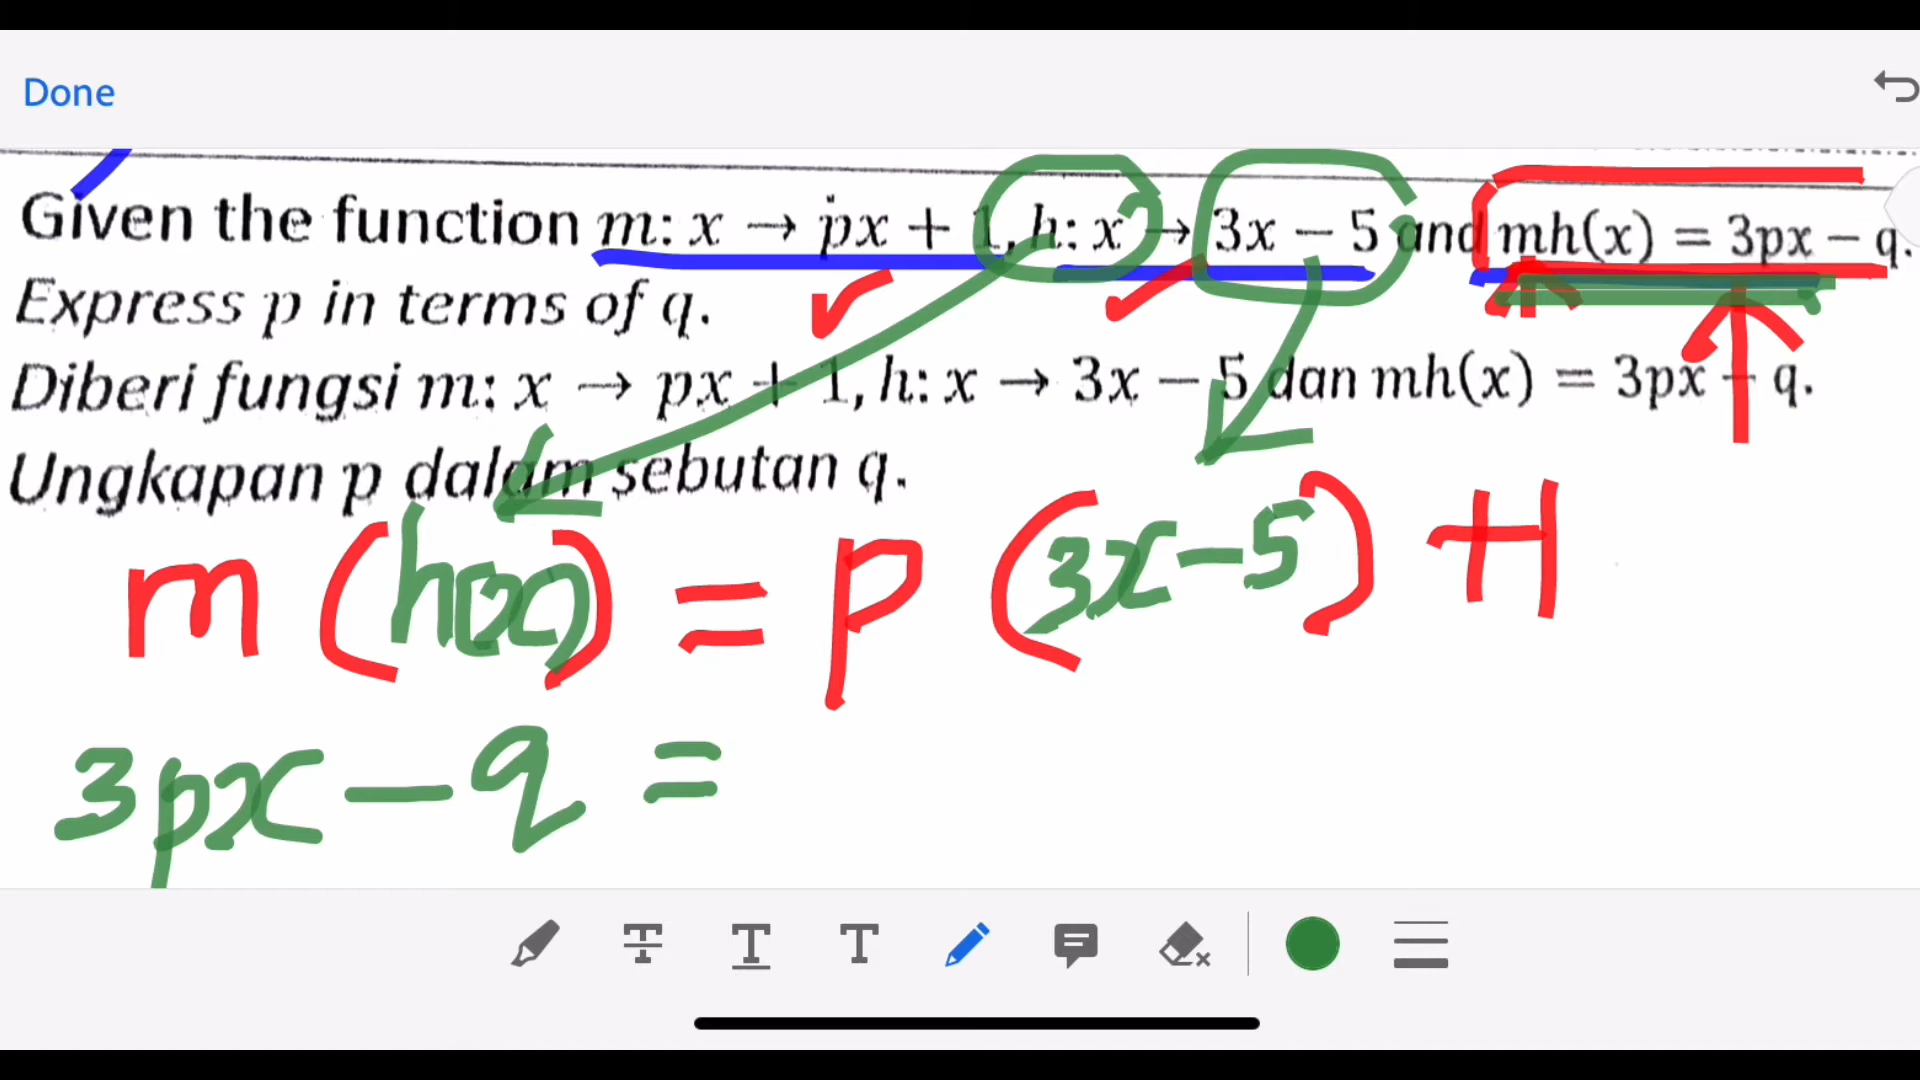 Done
Given the function m: x → px + 1, h: x → 3x − 5 and mh(x) = 3px − q.
Express p in terms of q.
Diberi fungsi m: x → px + 1, h: x → 3x − 5 dan mh(x) = 3px − q.
Ungkapan p dalam sebutan q.
m (h(x)) = p (3x − 5) + 1
3px − q =
T T T